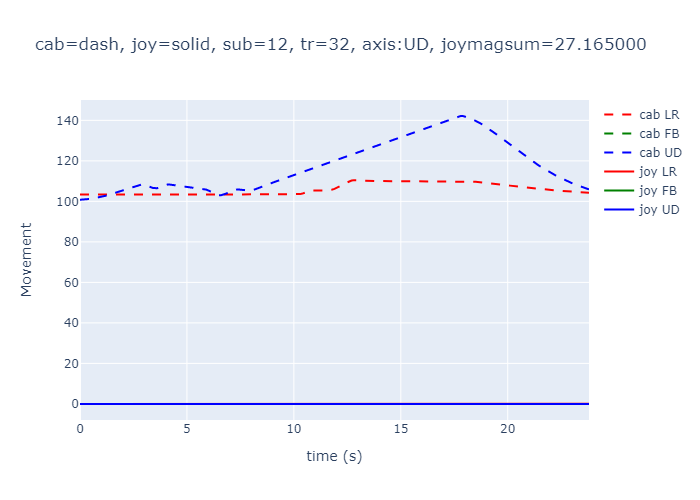 cab=dash, joy=solid, sub=12, tr=32, axis:UD, joymagsum=27.165000
cab LR
cab FB
cab UD
joy LR
joy FB
joy UD
Movement
140
120
100
80
60
40
20
0
0 5 10 15 20
time (s)